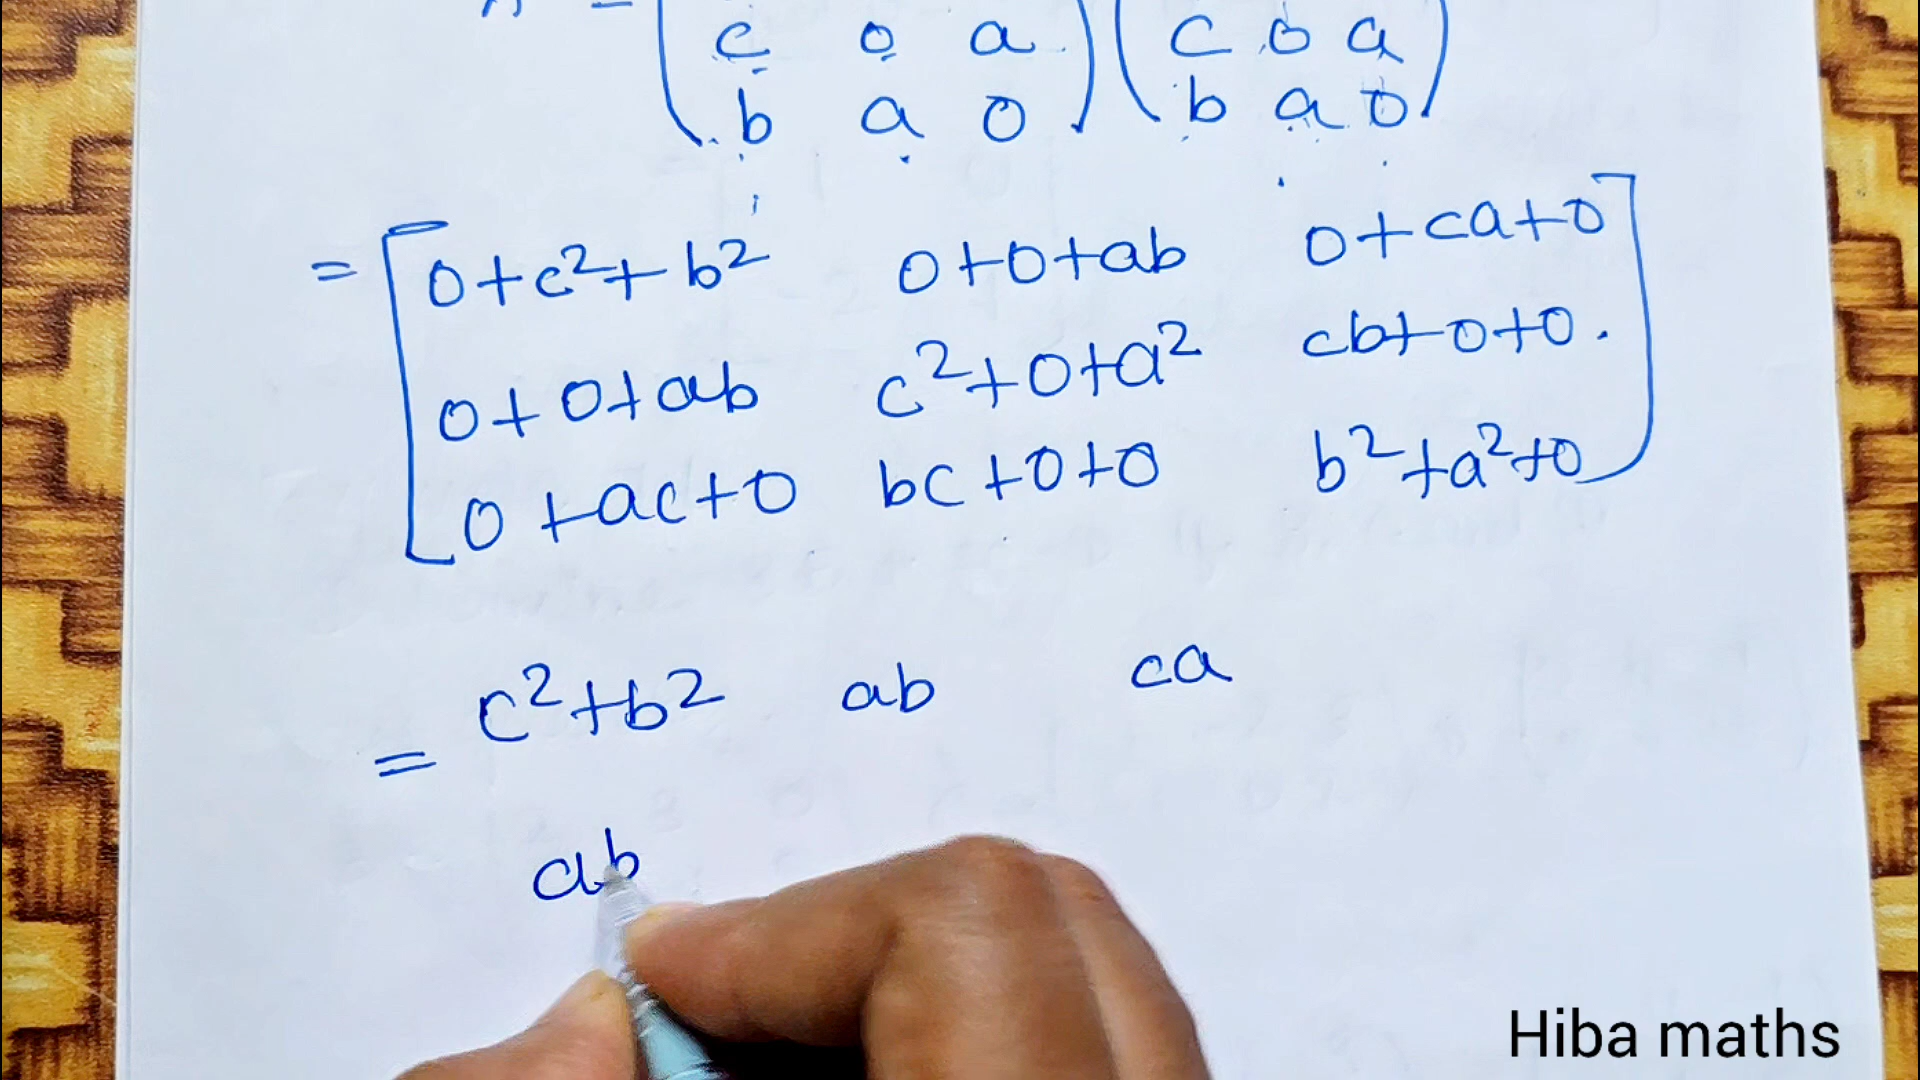 c 0 a c 0 a
b a 0 b a 0
= 0+c²+b² 0+0+ab 0+ca+0
0+0+ab c²+0+a² cb+0+0.
0+ac+0 bc+0+0 b²+a²+0
= c²+b² ab ca
ab
Hiba maths